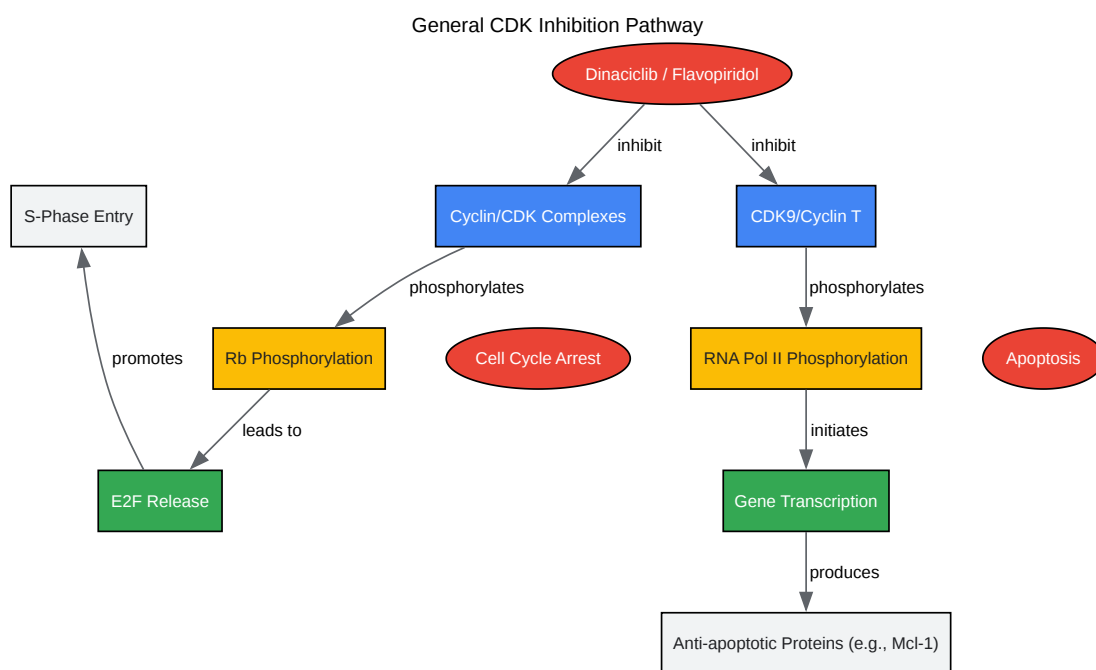 General CDK Inhibition Pathway
Dinaciclib / Flavopiridol
inhibit
inhibit
S-Phase Entry
Cyclin/CDK Complexes
CDK9/Cyclin T
phosphorylates
phosphorylates
promotes
Rb Phosphorylation
Cell Cycle Arrest
RNA Pol II Phosphorylation
Apoptosis
leads to
initiates
E2F Release
Gene Transcription
produces
Anti-apoptotic Proteins (e.g., Mcl-1)